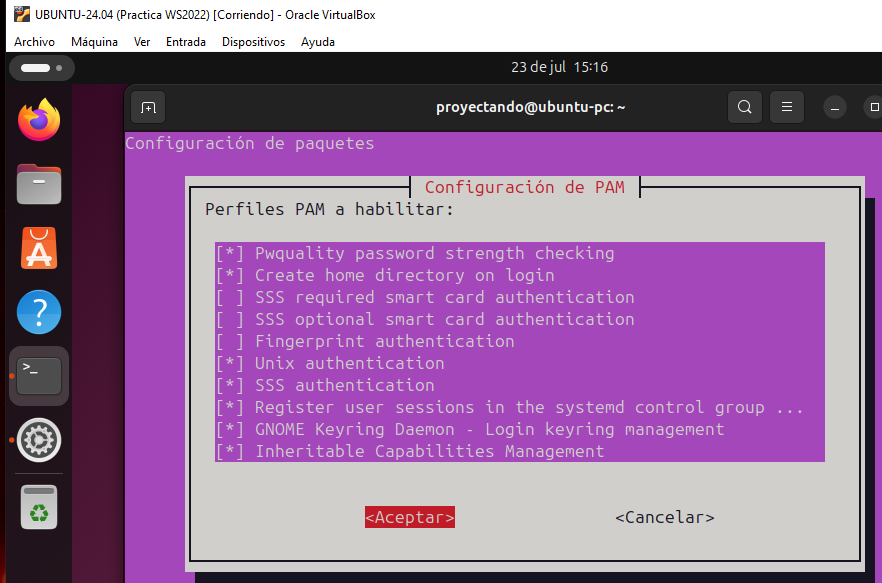 UBUNTU-24.04 (Practica WS2022) [Corriendo] - Oracle VirtualBox
Archivo Máquina Ver Entrada Dispositivos Ayuda
23 de jul 15:16
proyectando@ubuntu-pc: ~
Configuración de paquetes
Configuración de PAM
Perfiles PAM a habilitar:
[*] Pwquality password strength checking
[*] Create home directory on login
[ ] SSS required smart card authentication
[ ] SSS optional smart card authentication
[ ] Fingerprint authentication
[*] Unix authentication
[*] SSS authentication
[*] Register user sessions in the systemd control group ...
[*] GNOME Keyring Daemon - Login keyring management
[*] Inheritable Capabilities Management
<Aceptar> <Cancelar>